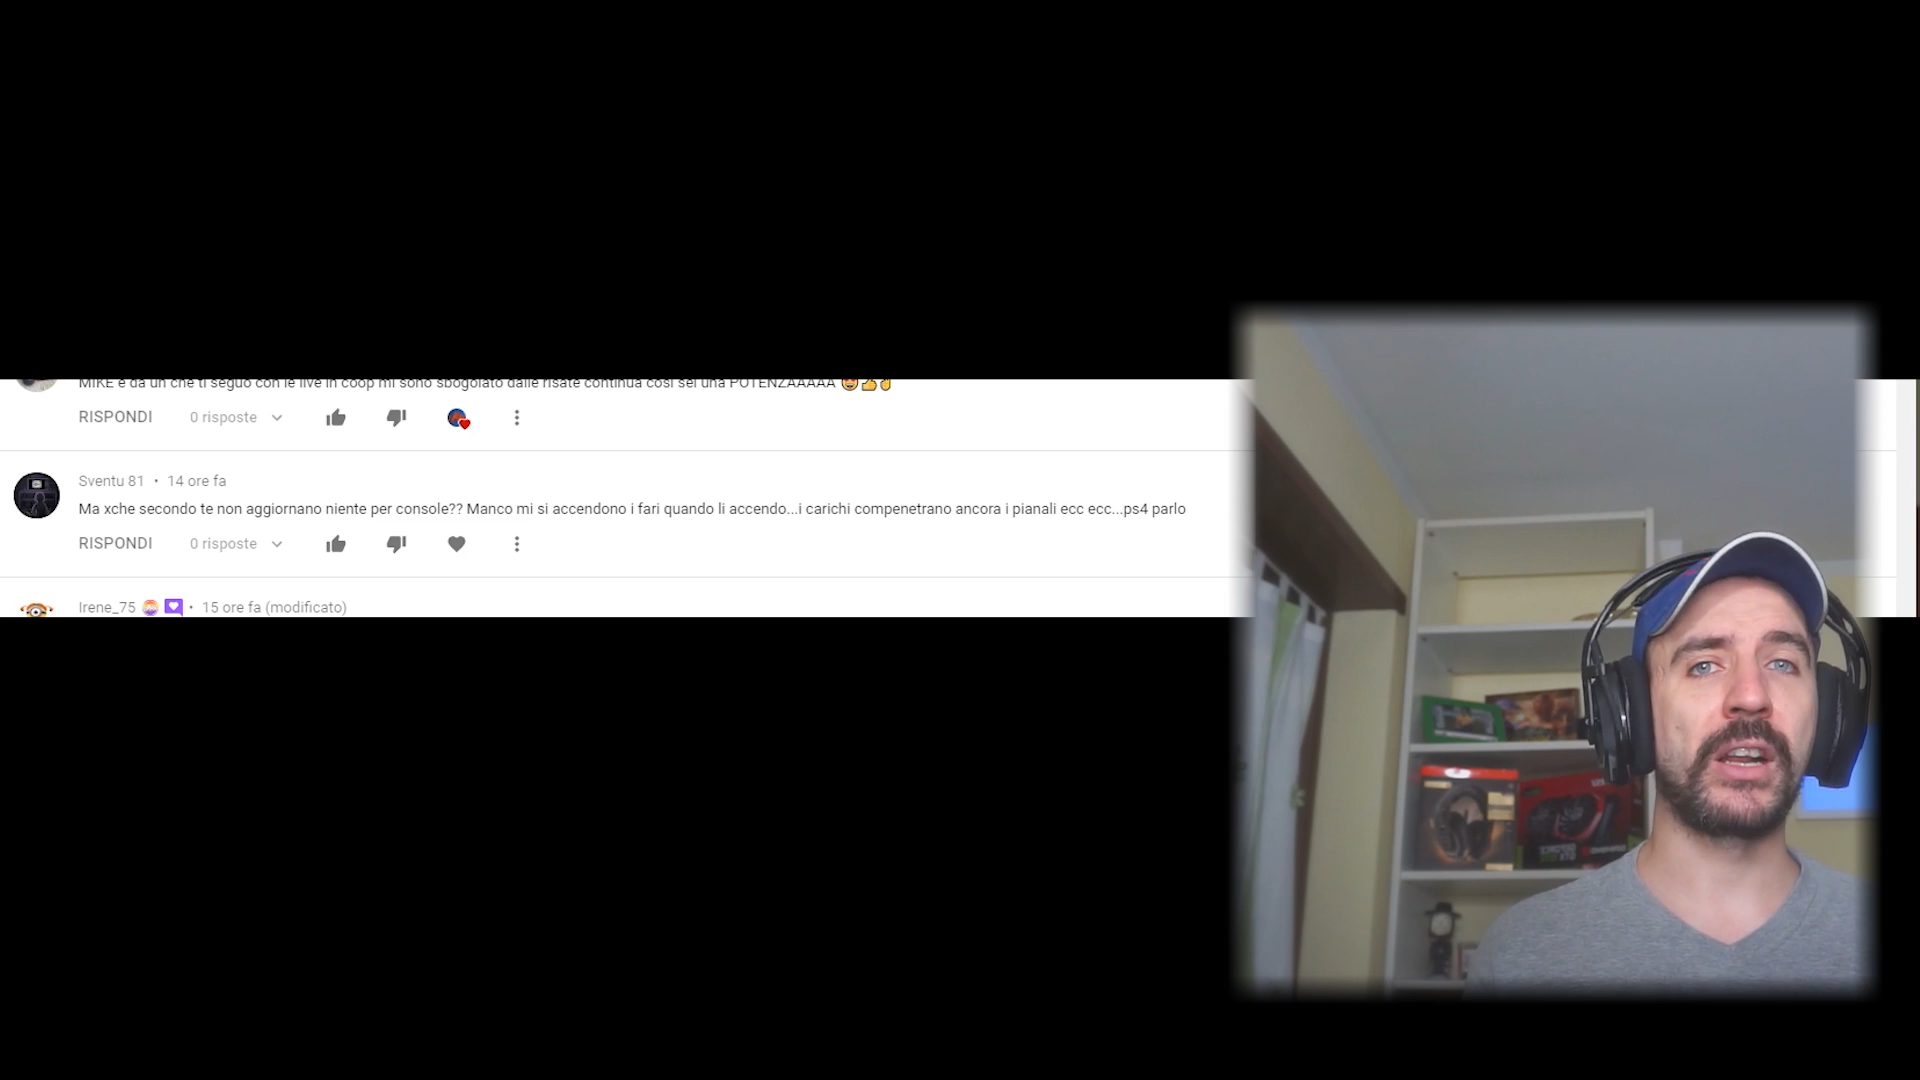 MIKE è da un che ti seguo con le live in coop mi sono sbogolato dalle risate continua così sei una POTENZAAAAA 🤩👍👌
RISPONDI 0 risposte
Sventu 81 • 14 ore fa
Ma xche secondo te non aggiornano niente per console?? Manco mi si accendono i fari quando li accendo...i carichi compenetrano ancora i pianali ecc ecc...ps4 parlo
RISPONDI 0 risposte
Irene_75 • 15 ore fa (modificato)